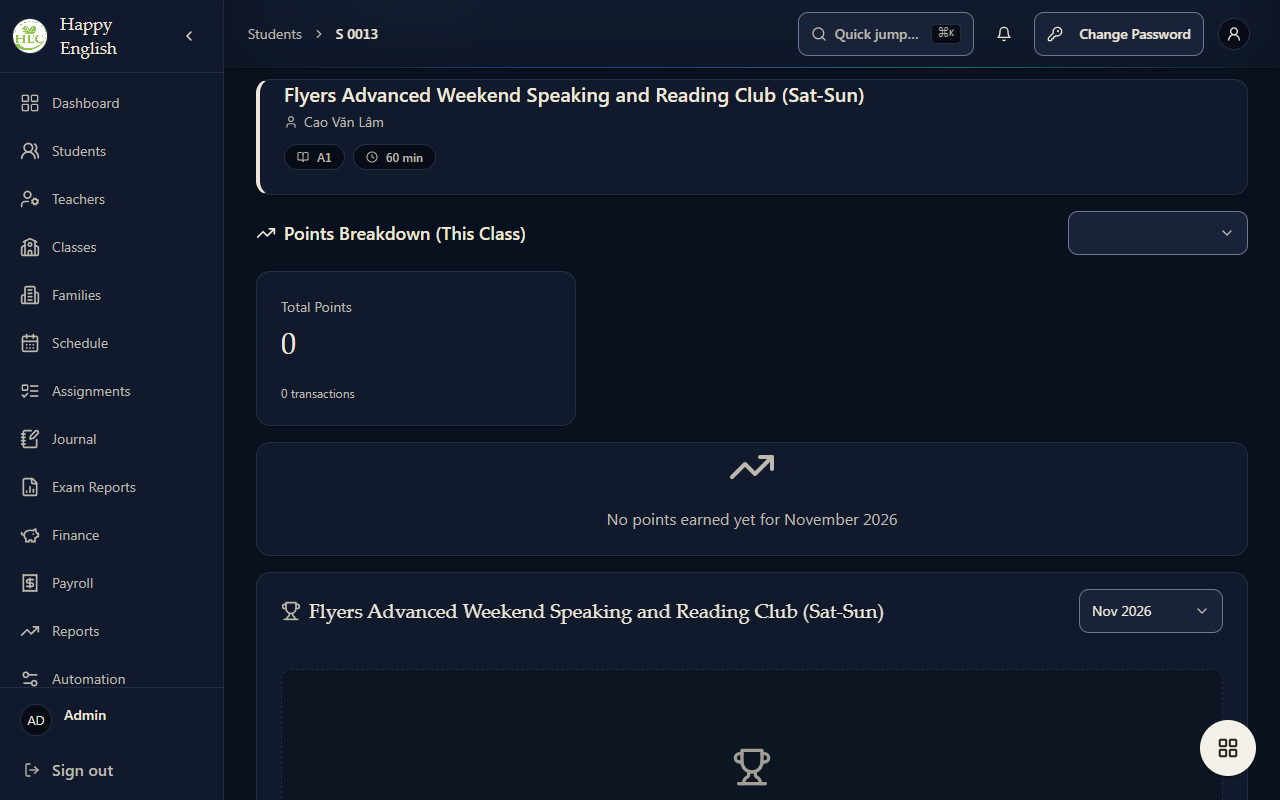 HEC
Happy
English
Students > S 0013
Quick jump... ⌘K
Change Password
Dashboard
Students
Teachers
Classes
Families
Schedule
Assignments
Journal
Exam Reports
Finance
Payroll
Reports
Automation
AD
Admin
Sign out
Flyers Advanced Weekend Speaking and Reading Club (Sat-Sun)
Cao Văn Lâm
A1
60 min
Points Breakdown (This Class)
Total Points
0
0 transactions
No points earned yet for November 2026
Flyers Advanced Weekend Speaking and Reading Club (Sat-Sun)
Nov 2026